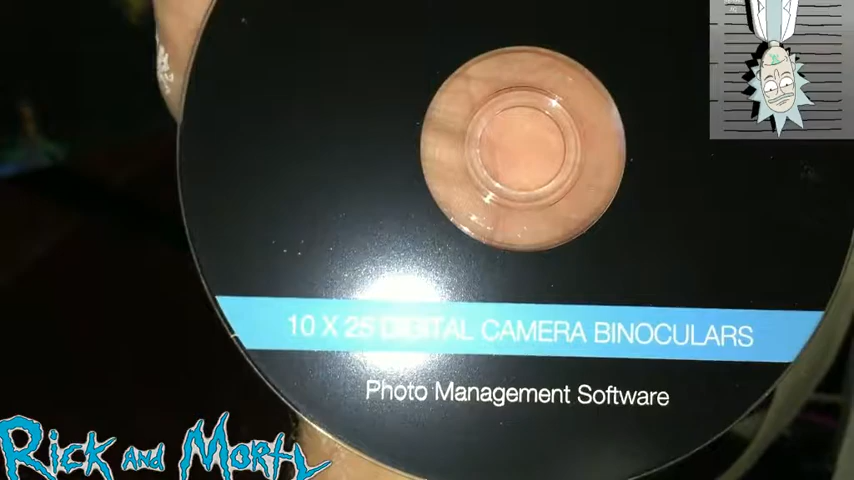 10 X 25 DIGITAL CAMERA BINOCULARS
Photo Management Software
Rick and Morty